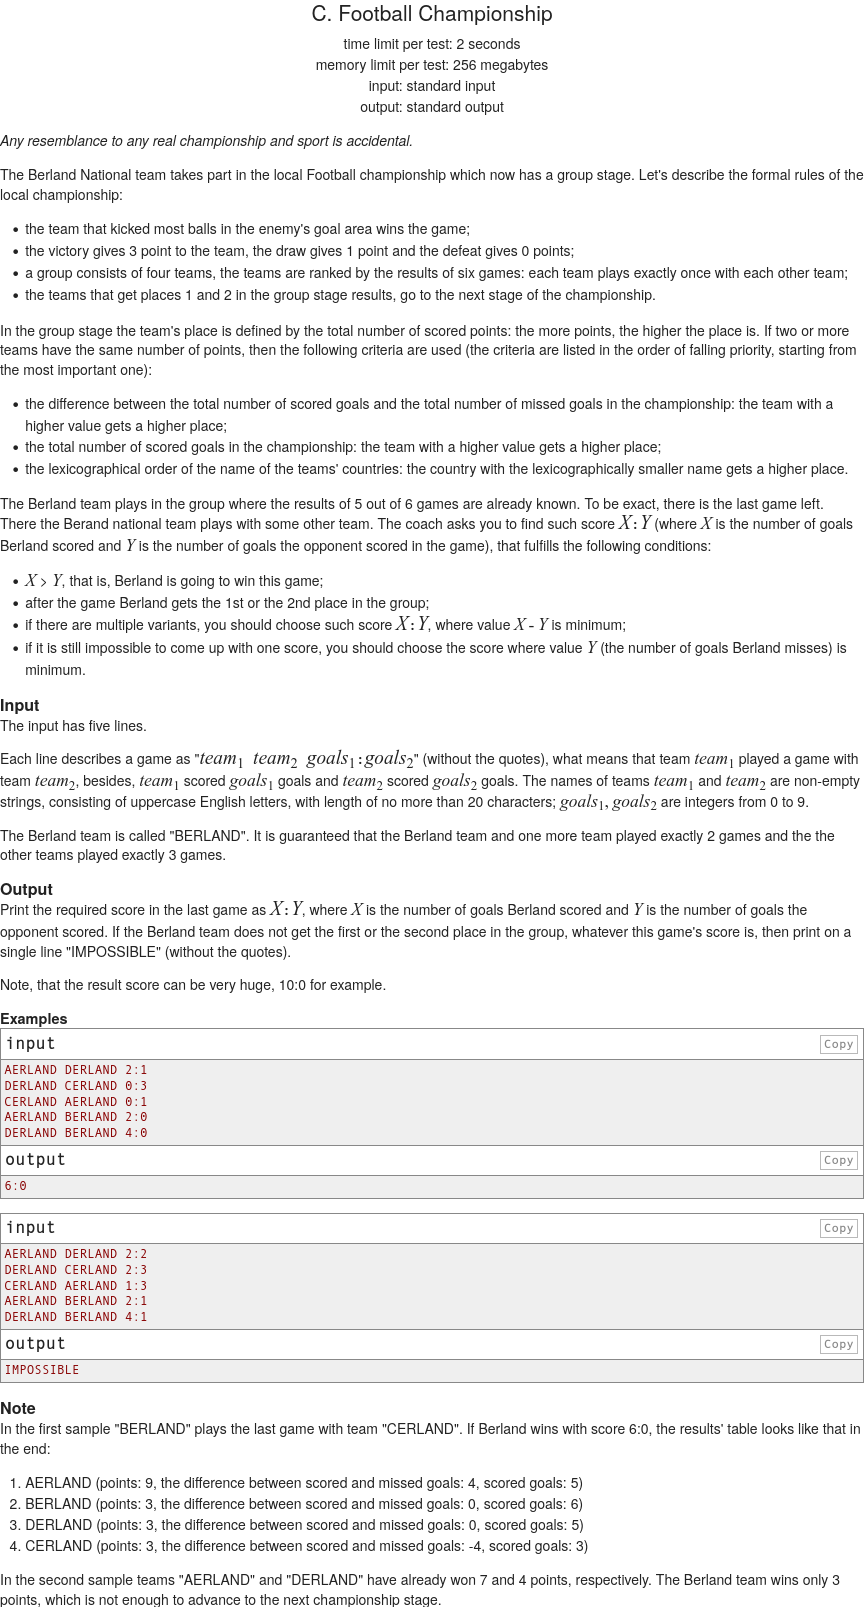 C. Football Championship
time limit per test: 2 seconds
memory limit per test: 256 megabytes
input: standard input
output: standard output
Any resemblance to any real championship and sport is accidental.
The Berland National team takes part in the local Football championship which now has a group stage. Let's describe the formal rules of the
local championship:
• the team that kicked most balls in the enemy's goal area wins the game;
• the victory gives 3 point to the team, the draw gives 1 point and the defeat gives 0 points;
• a group consists of four teams, the teams are ranked by the results of six games: each team plays exactly once with each other team;
• the teams that get places 1 and 2 in the group stage results, go to the next stage of the championship.
In the group stage the team's place is defined by the total number of scored points: the more points, the higher the place is. If two or more
teams have the same number of points, then the following criteria are used (the criteria are listed in the order of falling priority, starting from
the most important one):
• the difference between the total number of scored goals and the total number of missed goals in the championship: the team with a
higher value gets a higher place;
• the total number of scored goals in the championship: the team with a higher value gets a higher place;
• the lexicographical order of the name of the teams' countries: the country with the lexicographically smaller name gets a higher place.
The Berland team plays in the group where the results of 5 out of 6 games are already known. To be exact, there is the last game left.
There the Berand national team plays with some other team. The coach asks you to find such score X:Y (where X is the number of goals
Berland scored and Y is the number of goals the opponent scored in the game), that fulfills the following conditions:
• X > Y, that is, Berland is going to win this game;
• after the game Berland gets the 1st or the 2nd place in the group;
• if there are multiple variants, you should choose such score X:Y, where value X - Y is minimum;
• if it is still impossible to come up with one score, you should choose the score where value Y (the number of goals Berland misses) is
minimum.
Input
The input has five lines.
Each line describes a game as "team1 team2 goals1:goals2" (without the quotes), what means that team team1 played a game with
team team2, besides, team1 scored goals1 goals and team2 scored goals2 goals. The names of teams team1 and team2 are non-empty
strings, consisting of uppercase English letters, with length of no more than 20 characters; goals1, goals2 are integers from 0 to 9.
The Berland team is called "BERLAND". It is guaranteed that the Berland team and one more team played exactly 2 games and the the
other teams played exactly 3 games.
Output
Print the required score in the last game as X:Y, where X is the number of goals Berland scored and Y is the number of goals the
opponent scored. If the Berland team does not get the first or the second place in the group, whatever this game's score is, then print on a
single line "IMPOSSIBLE" (without the quotes).
Note, that the result score can be very huge, 10:0 for example.
Examples
input Copy
AERLAND DERLAND 2:1
DERLAND CERLAND 0:3
CERLAND AERLAND 0:1
AERLAND BERLAND 2:0
DERLAND BERLAND 4:0
output Copy
6:0
input Copy
AERLAND DERLAND 2:2
DERLAND CERLAND 2:3
CERLAND AERLAND 1:3
AERLAND BERLAND 2:1
DERLAND BERLAND 4:1
output Copy
IMPOSSIBLE
Note
In the first sample "BERLAND" plays the last game with team "CERLAND". If Berland wins with score 6:0, the results' table looks like that in
the end:
1. AERLAND (points: 9, the difference between scored and missed goals: 4, scored goals: 5)
2. BERLAND (points: 3, the difference between scored and missed goals: 0, scored goals: 6)
3. DERLAND (points: 3, the difference between scored and missed goals: 0, scored goals: 5)
4. CERLAND (points: 3, the difference between scored and missed goals: -4, scored goals: 3)
In the second sample teams "AERLAND" and "DERLAND" have already won 7 and 4 points, respectively. The Berland team wins only 3
points, which is not enough to advance to the next championship stage.